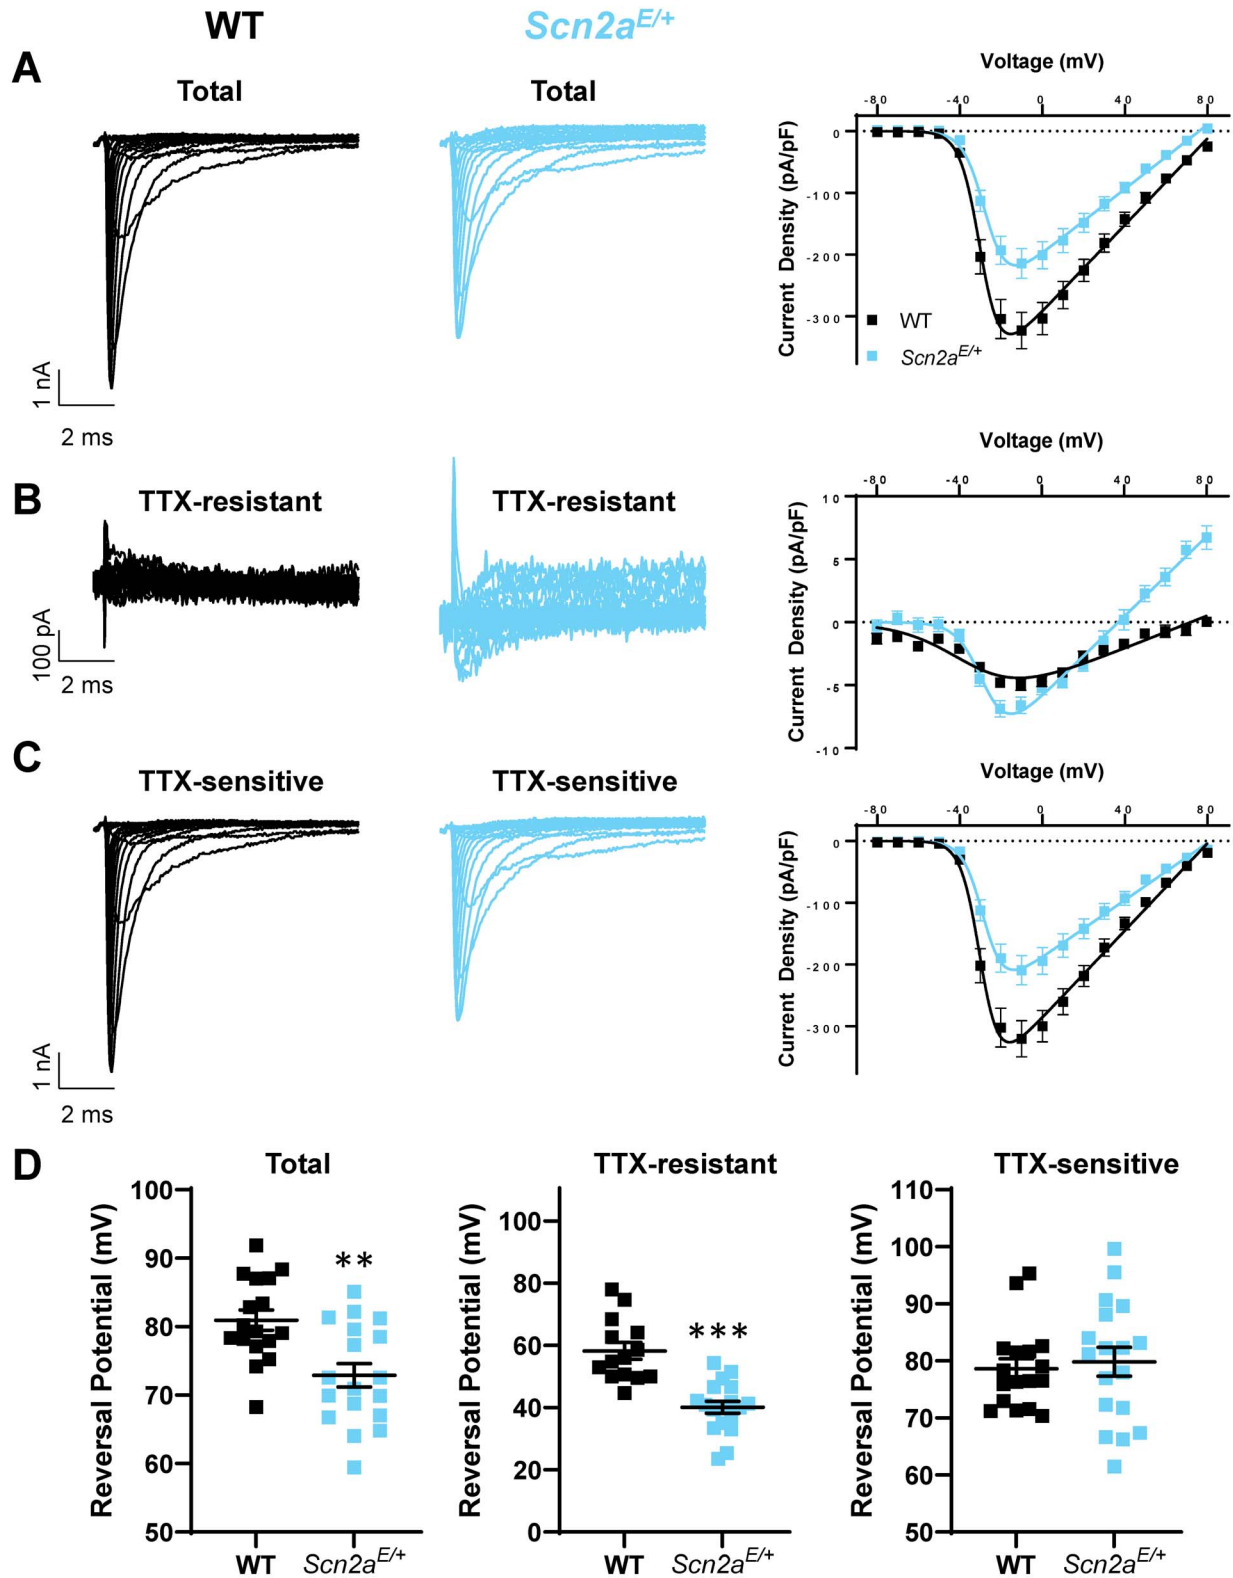 WT
Scn2aE/+
A
Total
Total
Voltage (mV)
-80 -40 0 40 80
0
-100
-200
-300
Current Density (pA/pF)
WT
Scn2aE/+
1 nA
2 ms
B
TTX-resistant
TTX-resistant
Voltage (mV)
-80 -40 0 40 80
10
5
0
-5
-10
Current Density (pA/pF)
100 pA
2 ms
C
TTX-sensitive
TTX-sensitive
Voltage (mV)
-80 -40 0 40 80
0
-100
-200
-300
Current Density (pA/pF)
1 nA
2 ms
D
Total
Reversal Potential (mV)
100
90
80
70
60
50
**
WT Scn2aE/+
TTX-resistant
Reversal Potential (mV)
100
80
60
40
20
0
***
WT Scn2aE/+
TTX-sensitive
Reversal Potential (mV)
110
100
90
80
70
60
50
WT Scn2aE/+